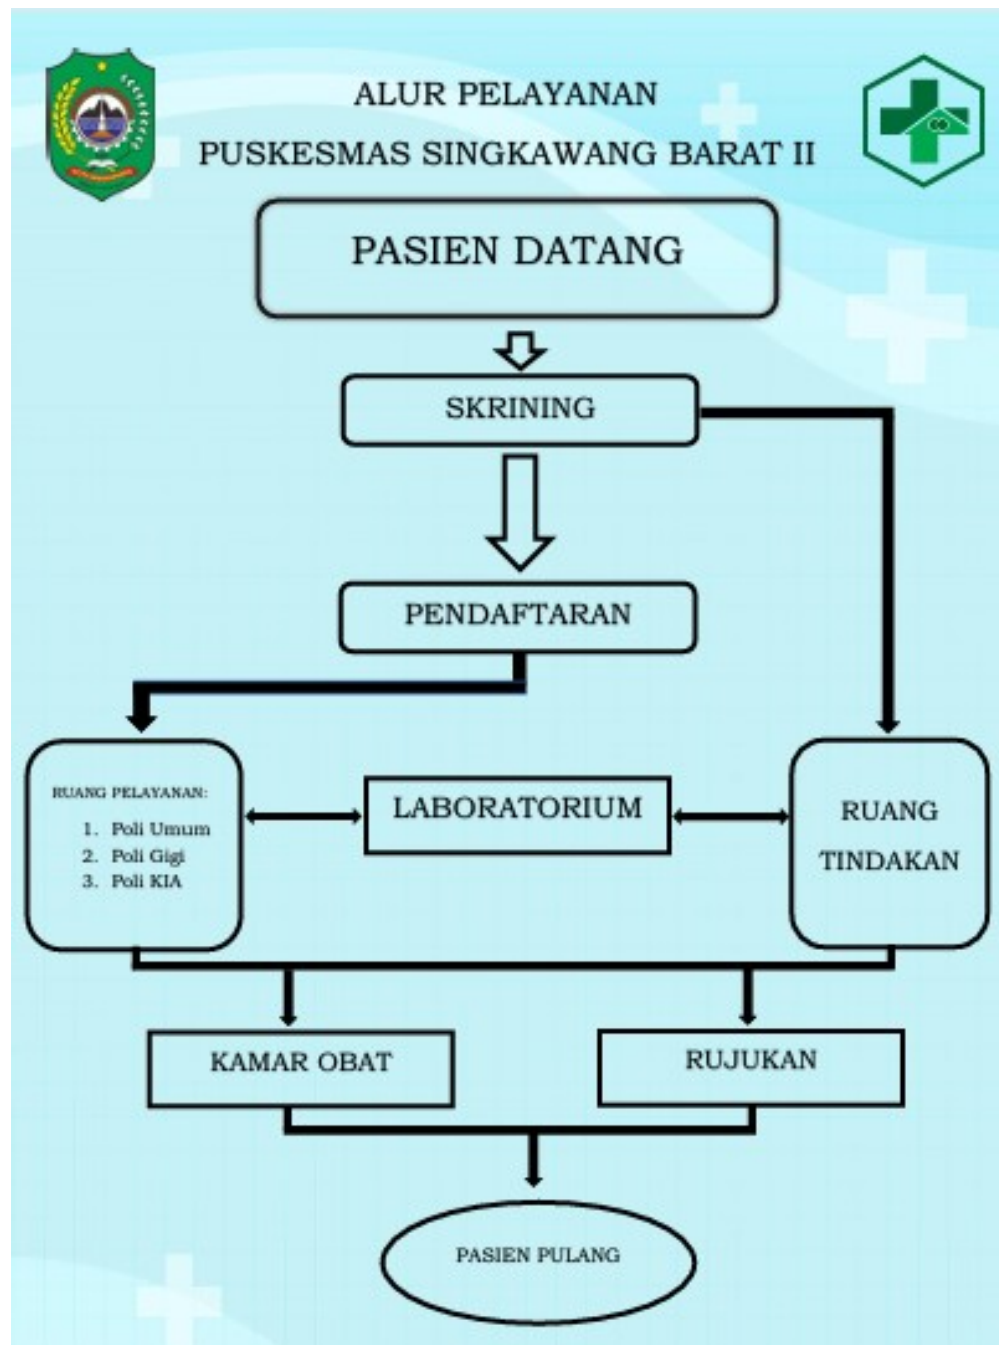 ALUR PELAYANAN
PUSKESMAS SINGKAWANG BARAT II
PASIEN DATANG
SKRINING
PENDAFTARAN
RUANG PELAYANAN:
1. Poli Umum
2. Poli Gigi
3. Poli KIA
LABORATORIUM
RUANG
TINDAKAN
KAMAR OBAT
RUJUKAN
PASIEN PULANG